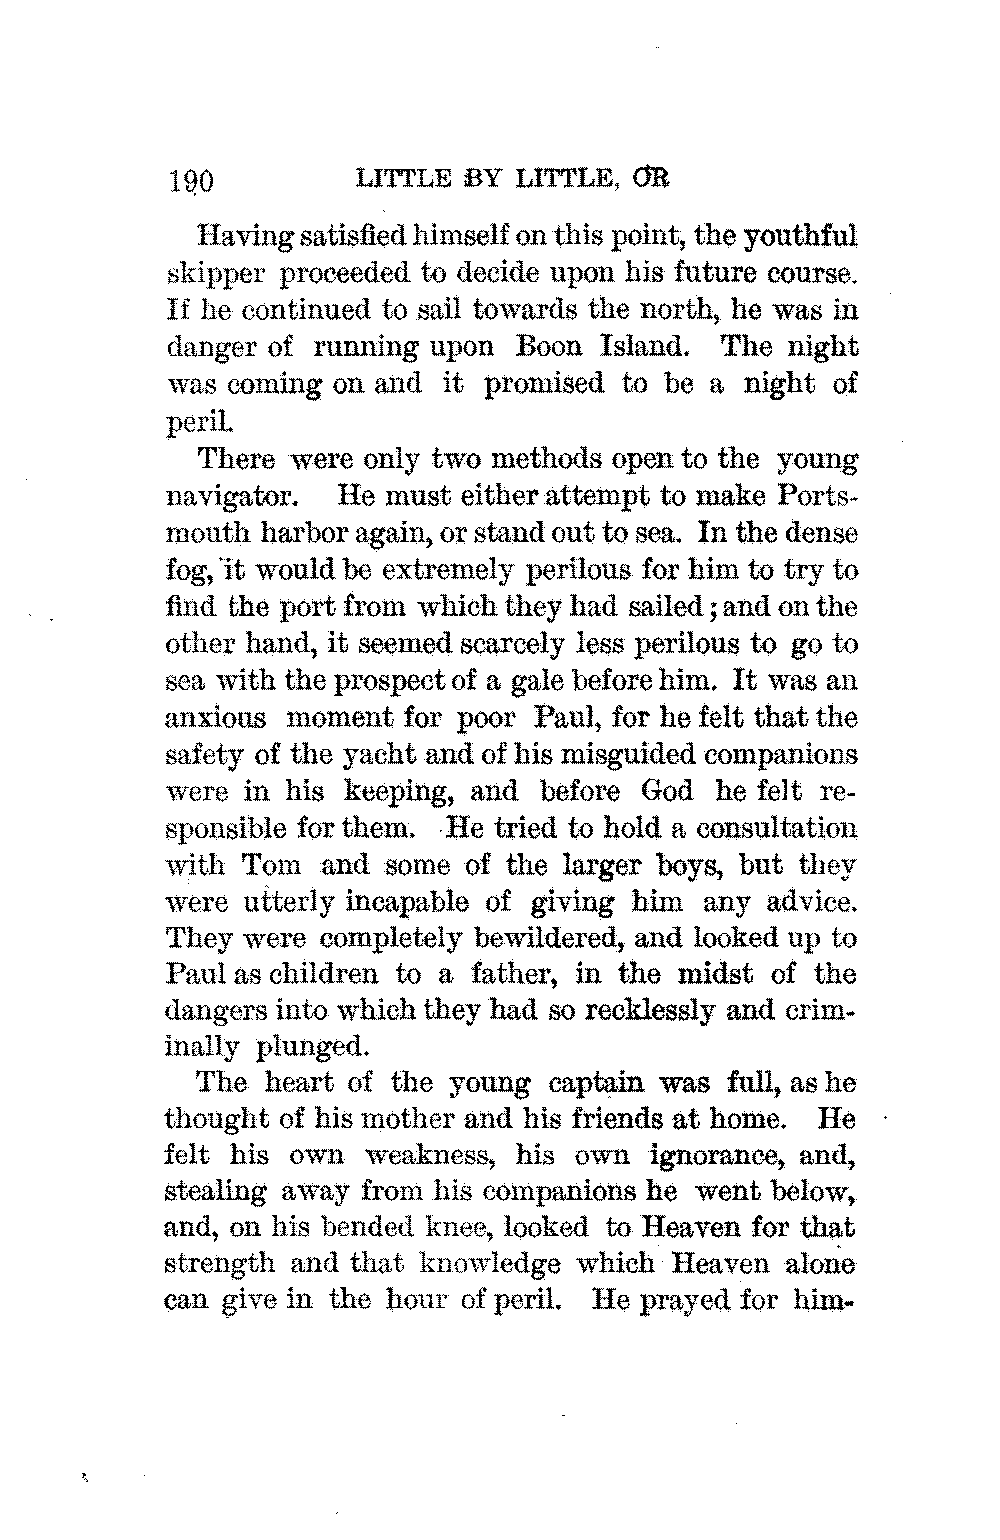 190 LITTLE BY LITTLE, OR
Having satisfied himself on this point, the youthful
skipper proceeded to decide upon his future course.
If he continued to sail towards the north, he was in
danger of running upon Boon Island. The night
was coming on and it promised to be a night of
peril.
There were only two methods open to the young
navigator. He must either attempt to make Ports-
mouth harbor again, or stand out to sea. In the dense
fog, it would be extremely perilous for him to try to
find the port from which they had sailed; and on the
other hand, it seemed scarcely less perilous to go to
sea with the prospect of a gale before him. It was an
anxious moment for poor Paul, for he felt that the
safety of the yacht and of his misguided companions
were in his keeping, and before God he felt re-
sponsible for them. He tried to hold a consultation
with Tom and some of the larger boys, but they
were utterly incapable of giving him any advice.
They were completely bewildered, and looked up to
Paul as children to a father, in the midst of the
dangers into which they had so recklessly and crim-
inally plunged.
The heart of the young captain was full, as he
thought of his mother and his friends at home. He
felt his own weakness, his own ignorance, and,
stealing away from his companions he went below,
and, on his bended knee, looked to Heaven for that
strength and that knowledge which Heaven alone
can give in the hour of peril. He prayed for him-